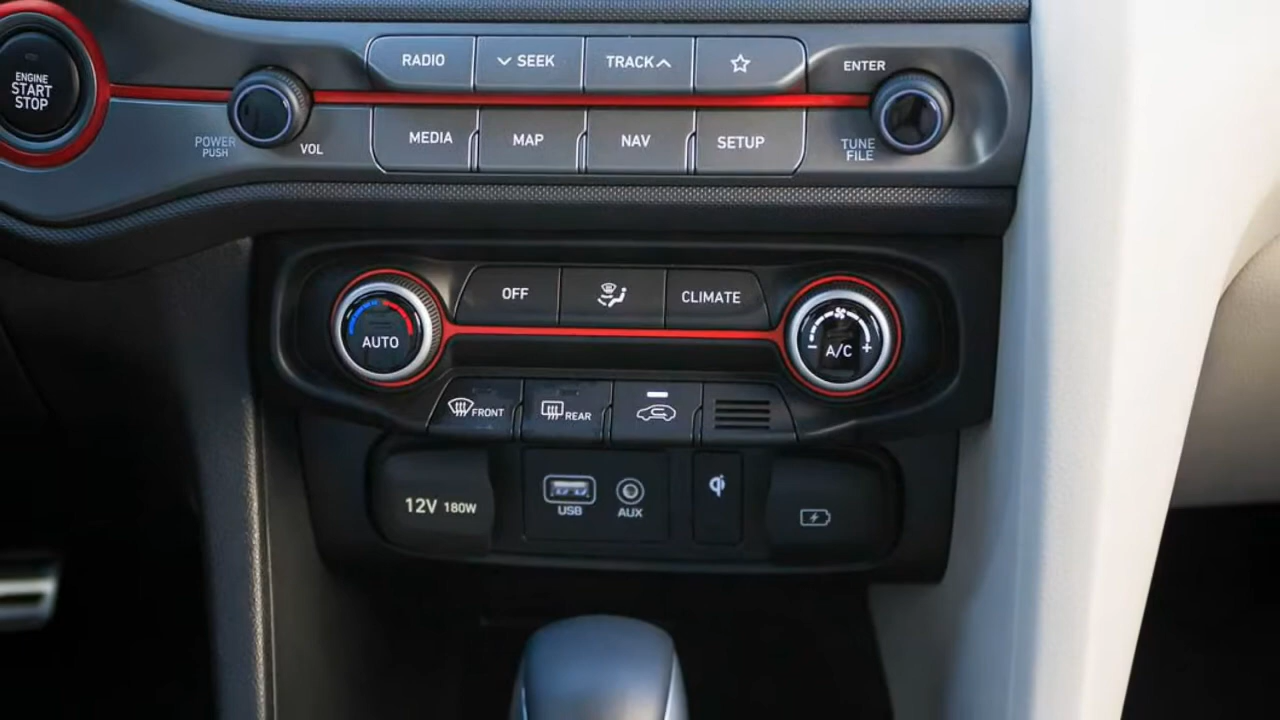 ENGINE
START
STOP
POWER
PUSH
VOL
RADIO
SEEK
TRACK
MEDIA
MAP
NAV
SETUP
ENTER
TUNE
FILE
AUTO
OFF
CLIMATE
A/C
- +
FRONT
REAR
12V 180W
USB
AUX
qi